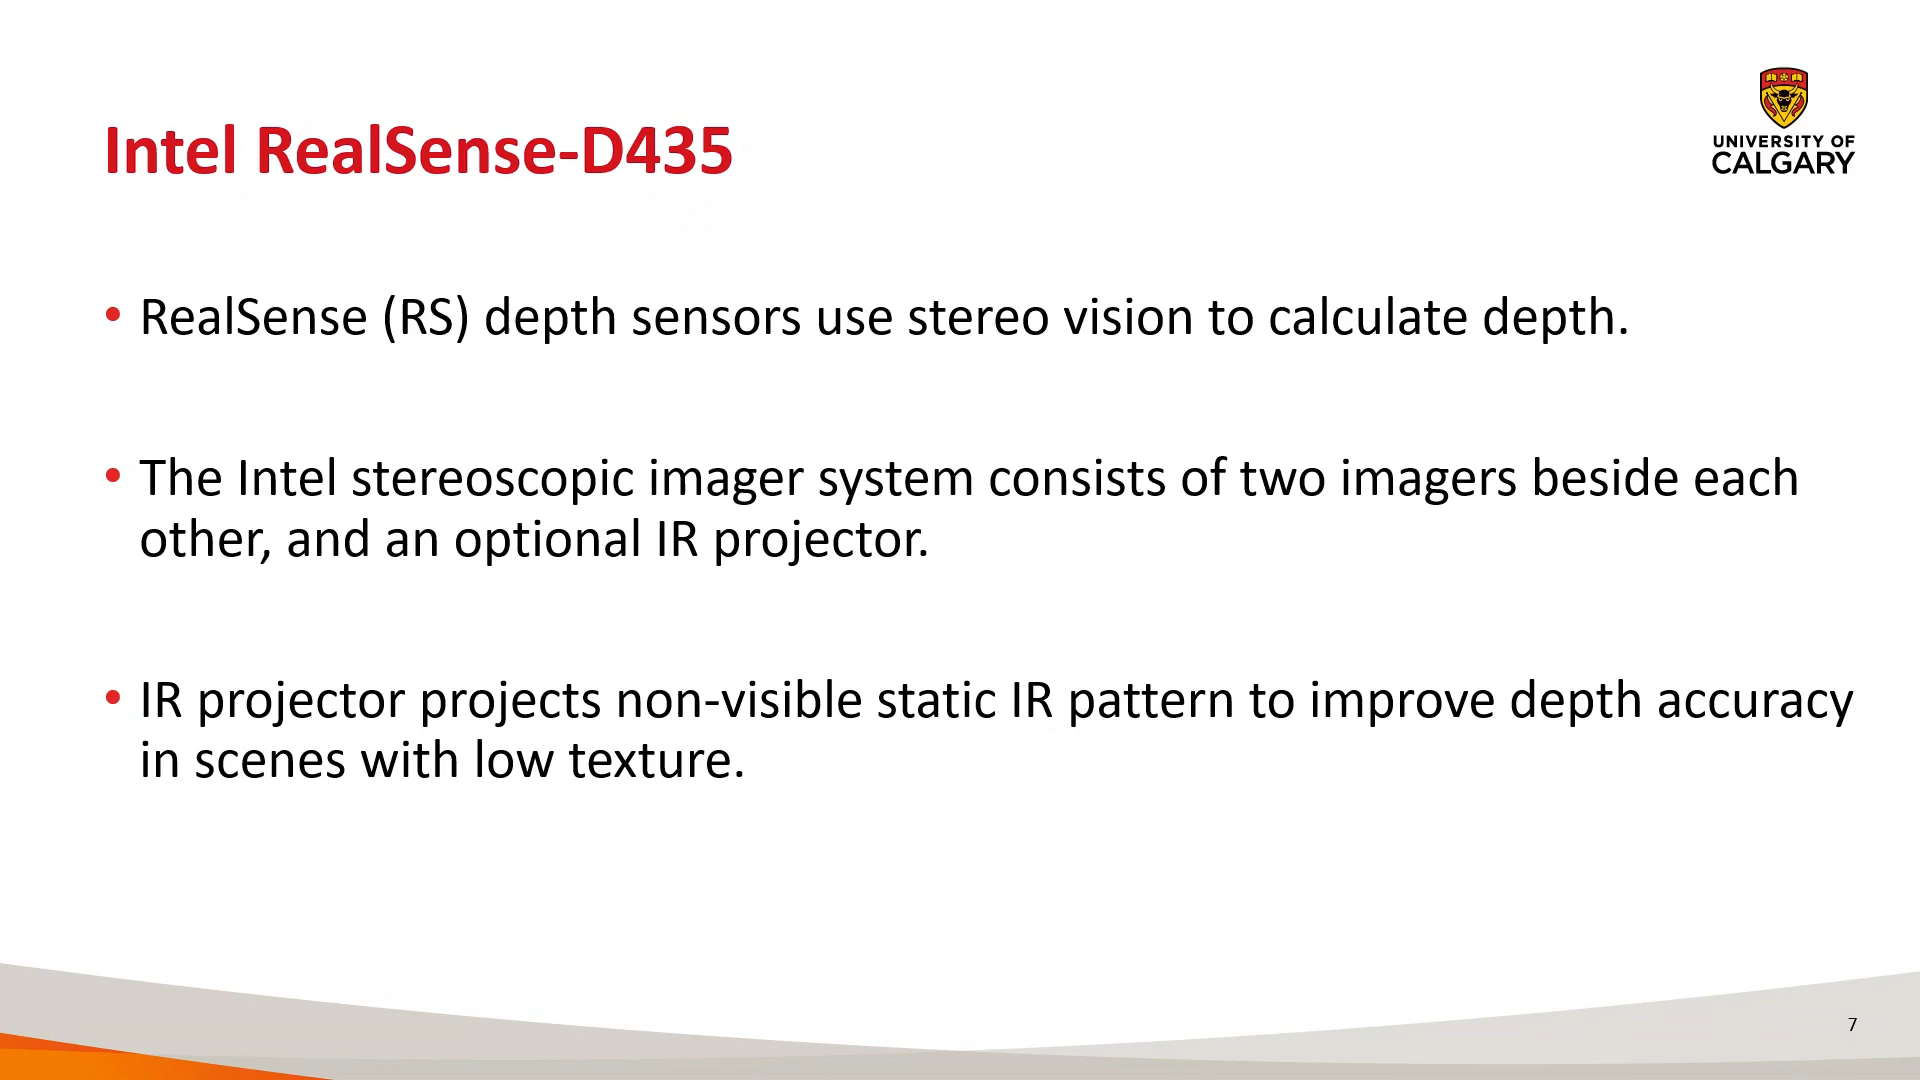 Intel RealSense-D435
UNIVERSITY OF
CALGARY
• RealSense (RS) depth sensors use stereo vision to calculate depth.
• The Intel stereoscopic imager system consists of two imagers beside each
other, and an optional IR projector.
• IR projector projects non-visible static IR pattern to improve depth accuracy
in scenes with low texture.
7